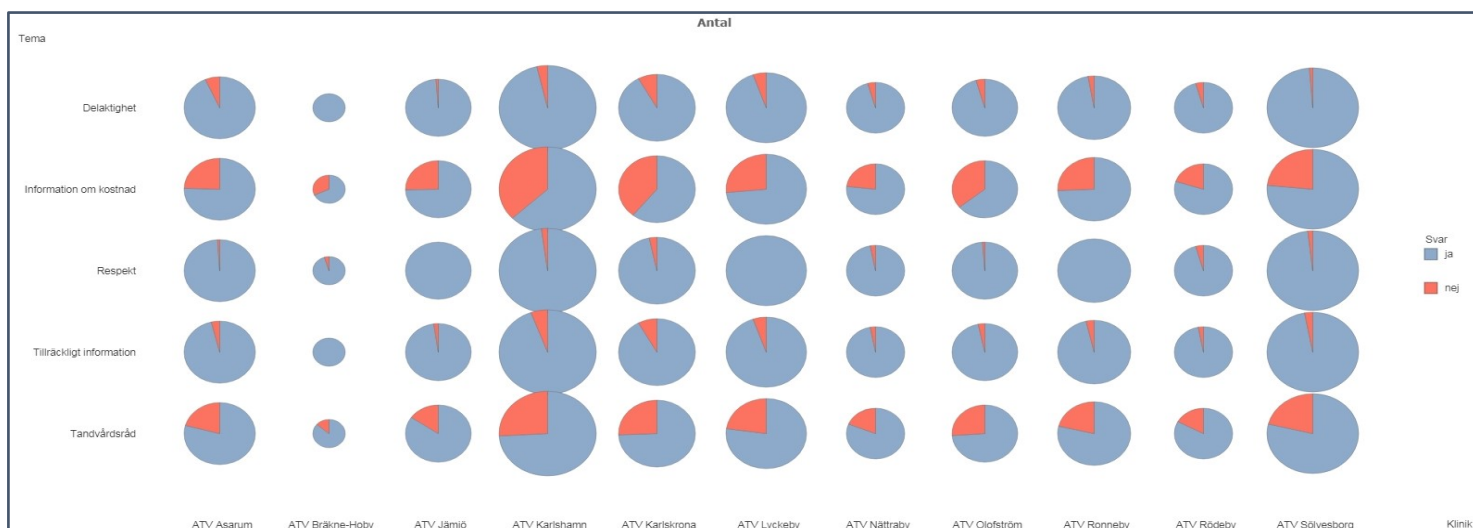 Antal
Tema
Delaktighet
Information om kostnad
Respekt
Tillräckligt information
Tandvårdsråd
Svar
ja
nej
ATV Asarum ATV Bräkne-Hoby ATV Jämjö ATV Karlshamn ATV Karlskrona ATV Lyckeby ATV Nättraby ATV Olofström ATV Ronneby ATV Rödeby ATV Sölvesborg Klinik